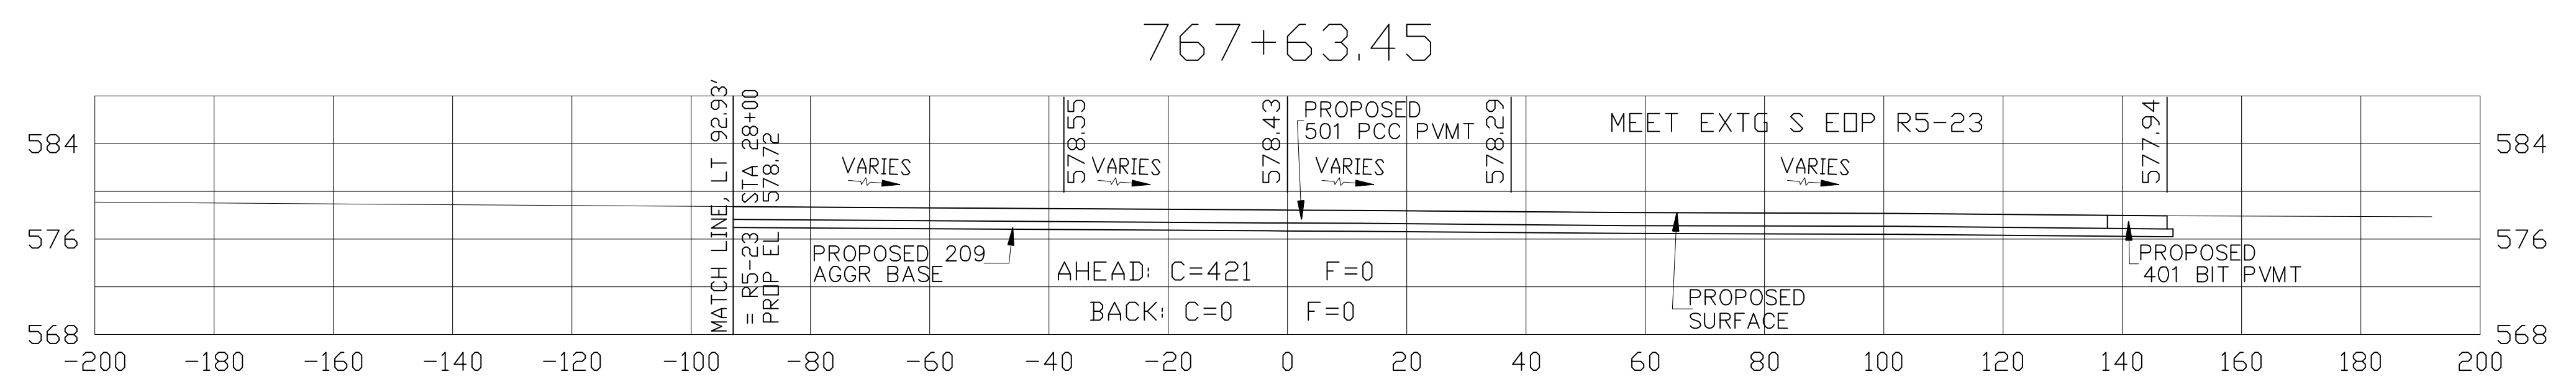 767+63.45
MATCH LINE, LT 92.93'
= R5-23 STA 28+00
PROP EL 578.72
578.55
578.43
PROPOSED
501 PCC PVMT
578.29
MEET EXTG S EOP R5-23
577.94
584
584
VARIES
VARIES
VARIES
VARIES
576
576
PROPOSED 209
AGGR BASE
AHEAD: C=421 F=0
BACK: C=0 F=0
PROPOSED
SURFACE
PROPOSED
401 BIT PVMT
568
568
-200 -180 -160 -140 -120 -100 -80 -60 -40 -20 0 20 40 60 80 100 120 140 160 180 200